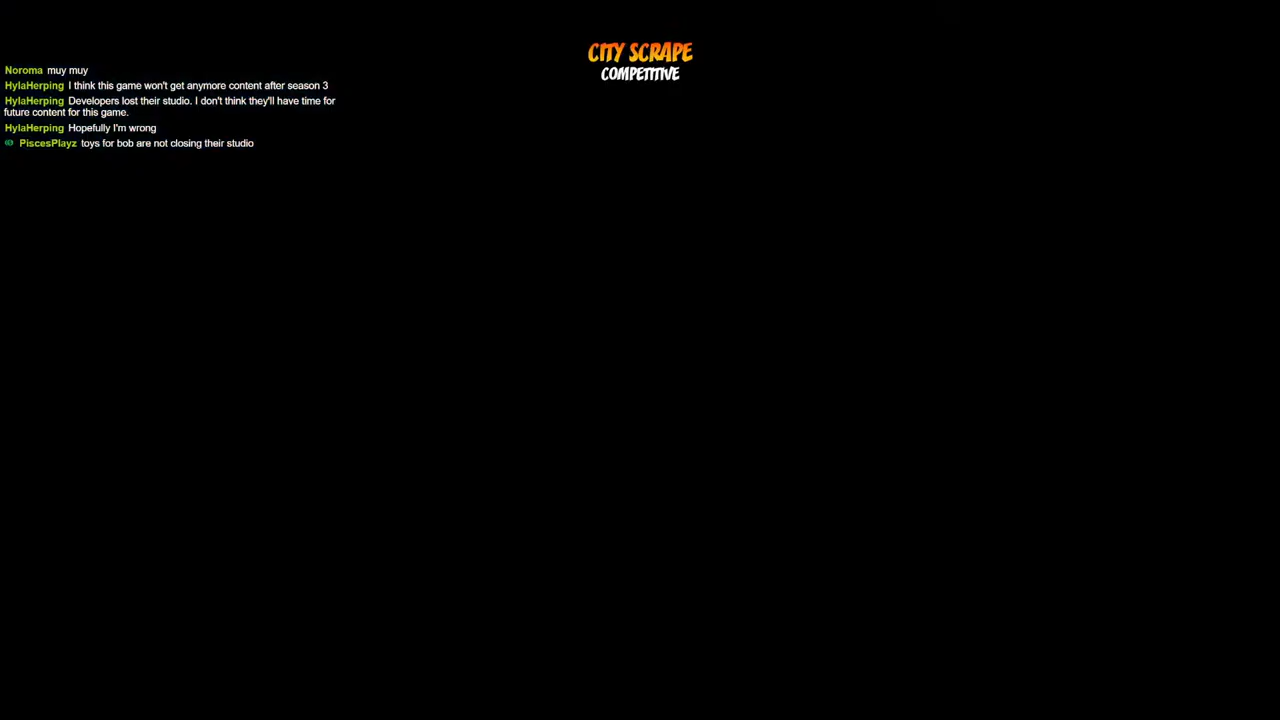 CITY SCRAPE
COMPETITIVE
Noroma muy muy
HylaHerping I think this game won't get anymore content after season 3
HylaHerping Developers lost their studio. I don't think they'll have time for
future content for this game.
HylaHerping Hopefully I'm wrong
PiscesPlayz toys for bob are not closing their studio